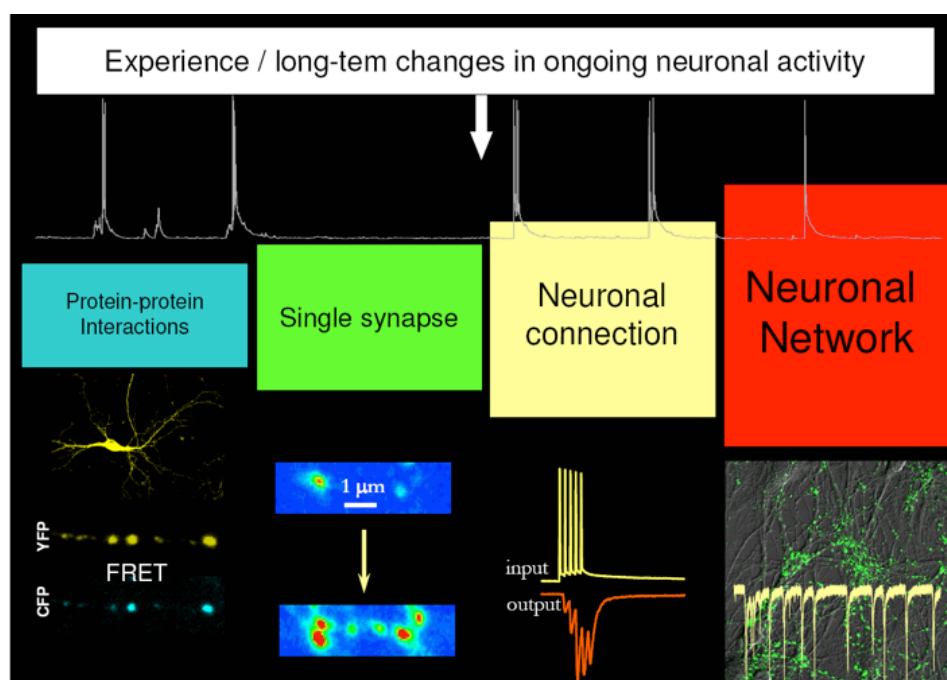 Experience / long-tem changes in ongoing neuronal activity
Protein-protein
Interactions
Single synapse
Neuronal
connection
Neuronal
Network
YFP
FRET
CFP
1 μm
input
output